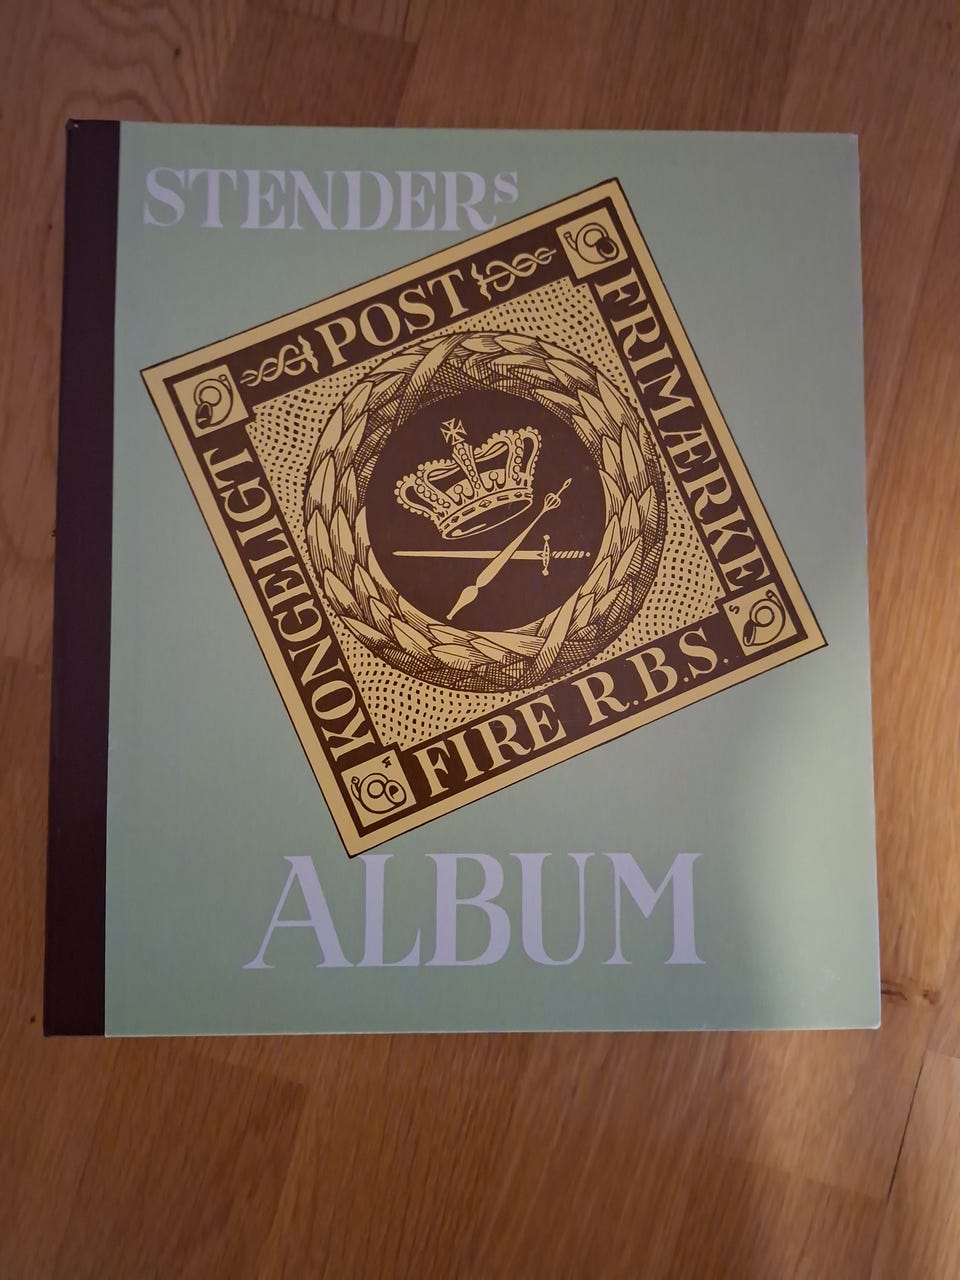 STENDERs
KONGELIGT
POST
FRIMÆRKE
FIRE R.B.S.
ALBUM